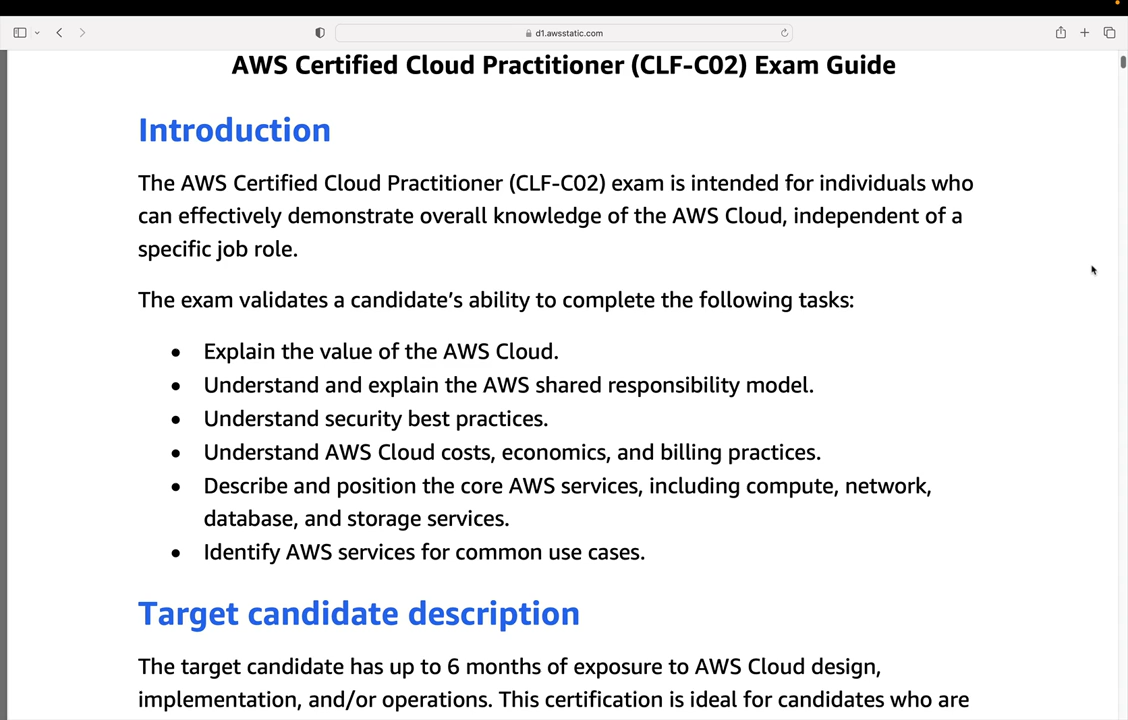 d1.awsstatic.com
AWS Certified Cloud Practitioner (CLF-C02) Exam Guide
Introduction
The AWS Certified Cloud Practitioner (CLF-C02) exam is intended for individuals who
can effectively demonstrate overall knowledge of the AWS Cloud, independent of a
specific job role.
The exam validates a candidate’s ability to complete the following tasks:
• Explain the value of the AWS Cloud.
• Understand and explain the AWS shared responsibility model.
• Understand security best practices.
• Understand AWS Cloud costs, economics, and billing practices.
• Describe and position the core AWS services, including compute, network,
database, and storage services.
• Identify AWS services for common use cases.
Target candidate description
The target candidate has up to 6 months of exposure to AWS Cloud design,
implementation, and/or operations. This certification is ideal for candidates who are